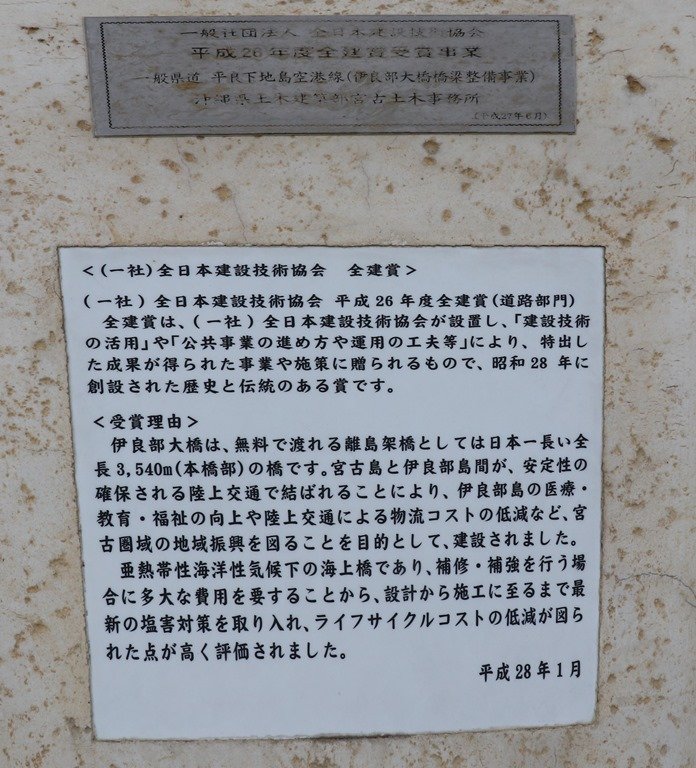 一般社団法人 全日本建設技術協会
平成26年度全建賞受賞事業
一般県道 平良下地島空港線(伊良部大橋橋梁整備事業)
沖縄県土木建築部宮古土木事務所
(平成27年6月)
<(一社)全日本建設技術協会 全建賞>
(一社)全日本建設技術協会 平成26年度全建賞(道路部門)
全建賞は、(一社)全日本建設技術協会が設置し、「建設技術
の活用」や「公共事業の進め方や運用の工夫等」により、特出し
た成果が得られた事業や施策に贈られるもので、昭和28年に
創設された歴史と伝統のある賞です。
<受賞理由>
伊良部大橋は、無料で渡れる離島架橋としては日本一長い全
長3,540m(本橋部)の橋です。宮古島と伊良部島間が、安定性の
確保される陸上交通で結ばれることにより、伊良部島の医療・
教育・福祉の向上や陸上交通による物流コストの低減など、宮
古圏域の地域振興を図ることを目的として、建設されました。
亜熱帯性海洋性気候下の海上橋であり、補修・補強を行う場
合に多大な費用を要することから、設計から施工に至るまで最
新の塩害対策を取り入れ、ライフサイクルコストの低減が図ら
れた点が高く評価されました。
平成28年1月